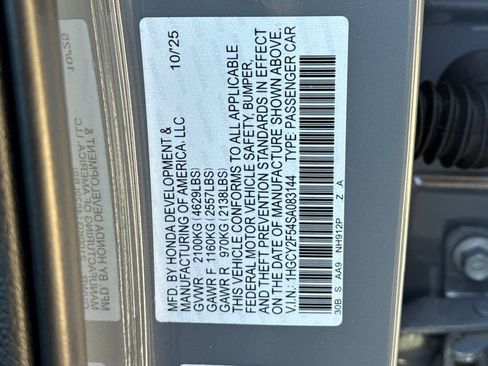 MFD. BY HONDA DEVELOPMENT & 10/'25
MANUFACTURING OF AMERICA, LLC
GVWR 2100KG(4629LBS)
GAWR F 1160KG(2557LBS)
GAWR R 970KG(2138LBS)
THIS VEHICLE CONFORMS TO ALL APPLICABLE
FEDERAL MOTOR VEHICLE SAFETY, BUMPER,
AND THEFT PREVENTION STANDARDS IN EFFECT
ON THE DATE OF MANUFACTURE SHOWN ABOVE.
V.I.N.: 1HGCY2F54SA083144 TYPE PASSENGER CAR
30B S AA9 NH912P Z A